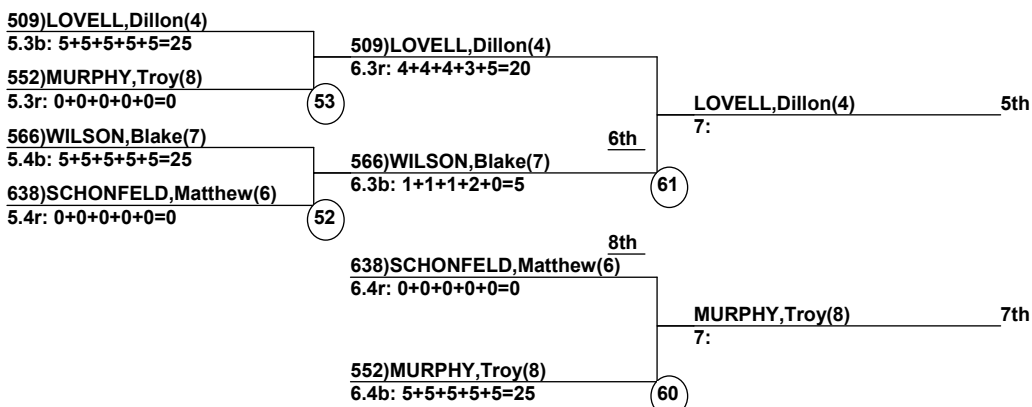 509)LOVELL,Dillon(4)
5.3b: 5+5+5+5+5=25
552)MURPHY,Troy(8)
5.3r: 0+0+0+0+0=0
53
566)WILSON,Blake(7)
5.4b: 5+5+5+5+5=25
638)SCHONFELD,Matthew(6)
5.4r: 0+0+0+0+0=0
52
509)LOVELL,Dillon(4)
6.3r: 4+4+4+3+5=20
6th
566)WILSON,Blake(7)
6.3b: 1+1+1+2+0=5
61
LOVELL,Dillon(4) 5th
7:
8th
638)SCHONFELD,Matthew(6)
6.4r: 0+0+0+0+0=0
552)MURPHY,Troy(8)
6.4b: 5+5+5+5+5=25
60
MURPHY,Troy(8) 7th
7: